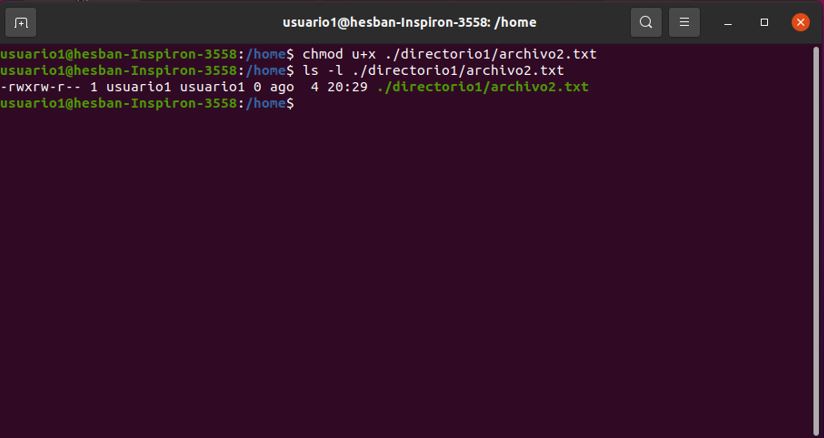 usuario1@hesban-Inspiron-3558: /home
usuario1@hesban-Inspiron-3558:/home$ chmod u+x ./directorio1/archivo2.txt
usuario1@hesban-Inspiron-3558:/home$ ls -l ./directorio1/archivo2.txt
-rwxrw-r-- 1 usuario1 usuario1 0 ago  4 20:29 ./directorio1/archivo2.txt
usuario1@hesban-Inspiron-3558:/home$